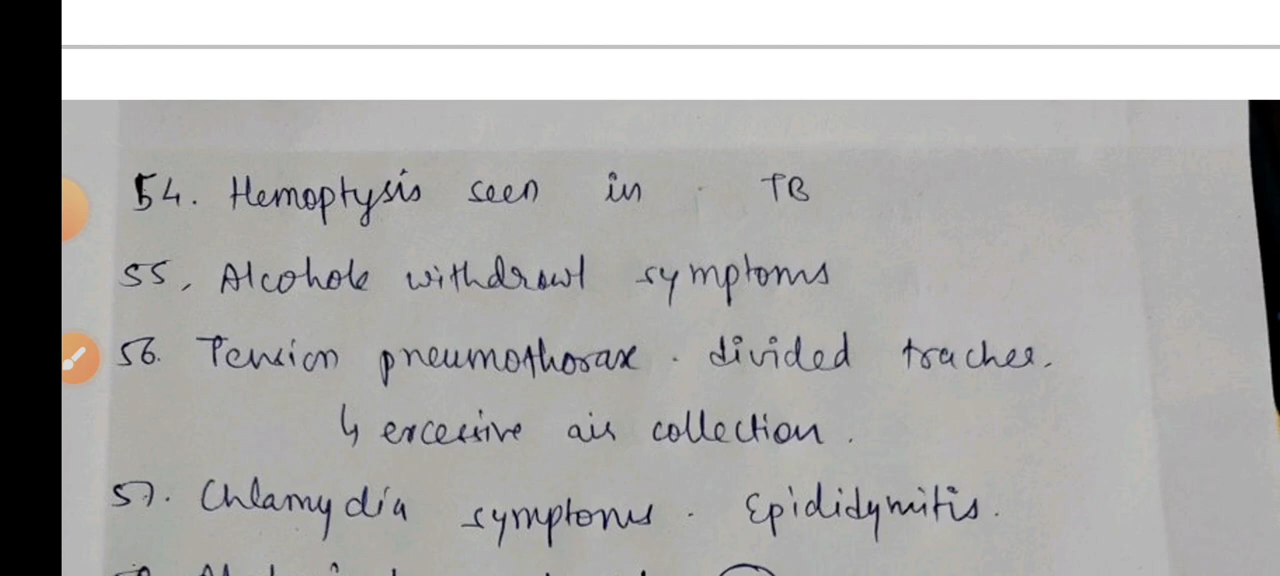 54. Hemoptysis seen in TB
55. Alcohole withdrawl symptoms
56. Tension pneumothorax. divided trachea.
↳ excessive air collection.
57. Chlamydia symptoms. Epididymitis.